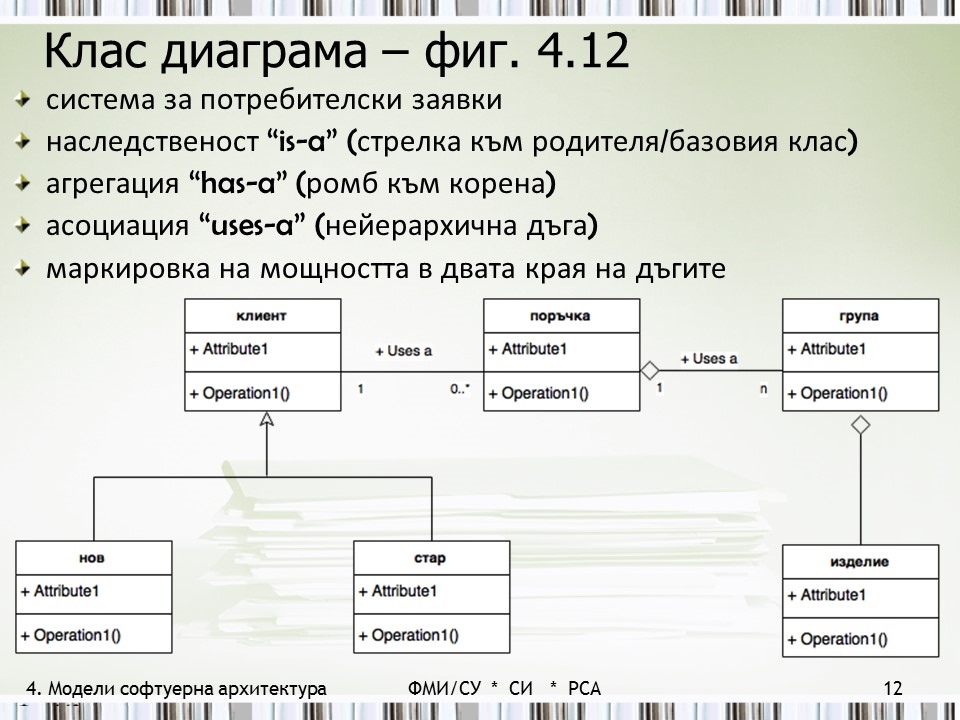 Клас диаграма – фиг. 4.12
система за потребителски заявки
наследственост “is-a” (стрелка към родителя/базовия клас)
агрегация “has-a” (ромб към корена)
асоциация “uses-a” (нейерархична дъга)
маркировка на мощността в двата края на дъгите
клиент
+ Attribute1
+ Operation1()
+ Uses a
1
0..*
поръчка
+ Attribute1
+ Operation1()
+ Uses a
1
n
група
+ Attribute1
+ Operation1()
нов
+ Attribute1
+ Operation1()
стар
+ Attribute1
+ Operation1()
изделие
+ Attribute1
+ Operation1()
4. Модели софтуерна архитектура
ФМИ/СУ * СИ * РСА
12